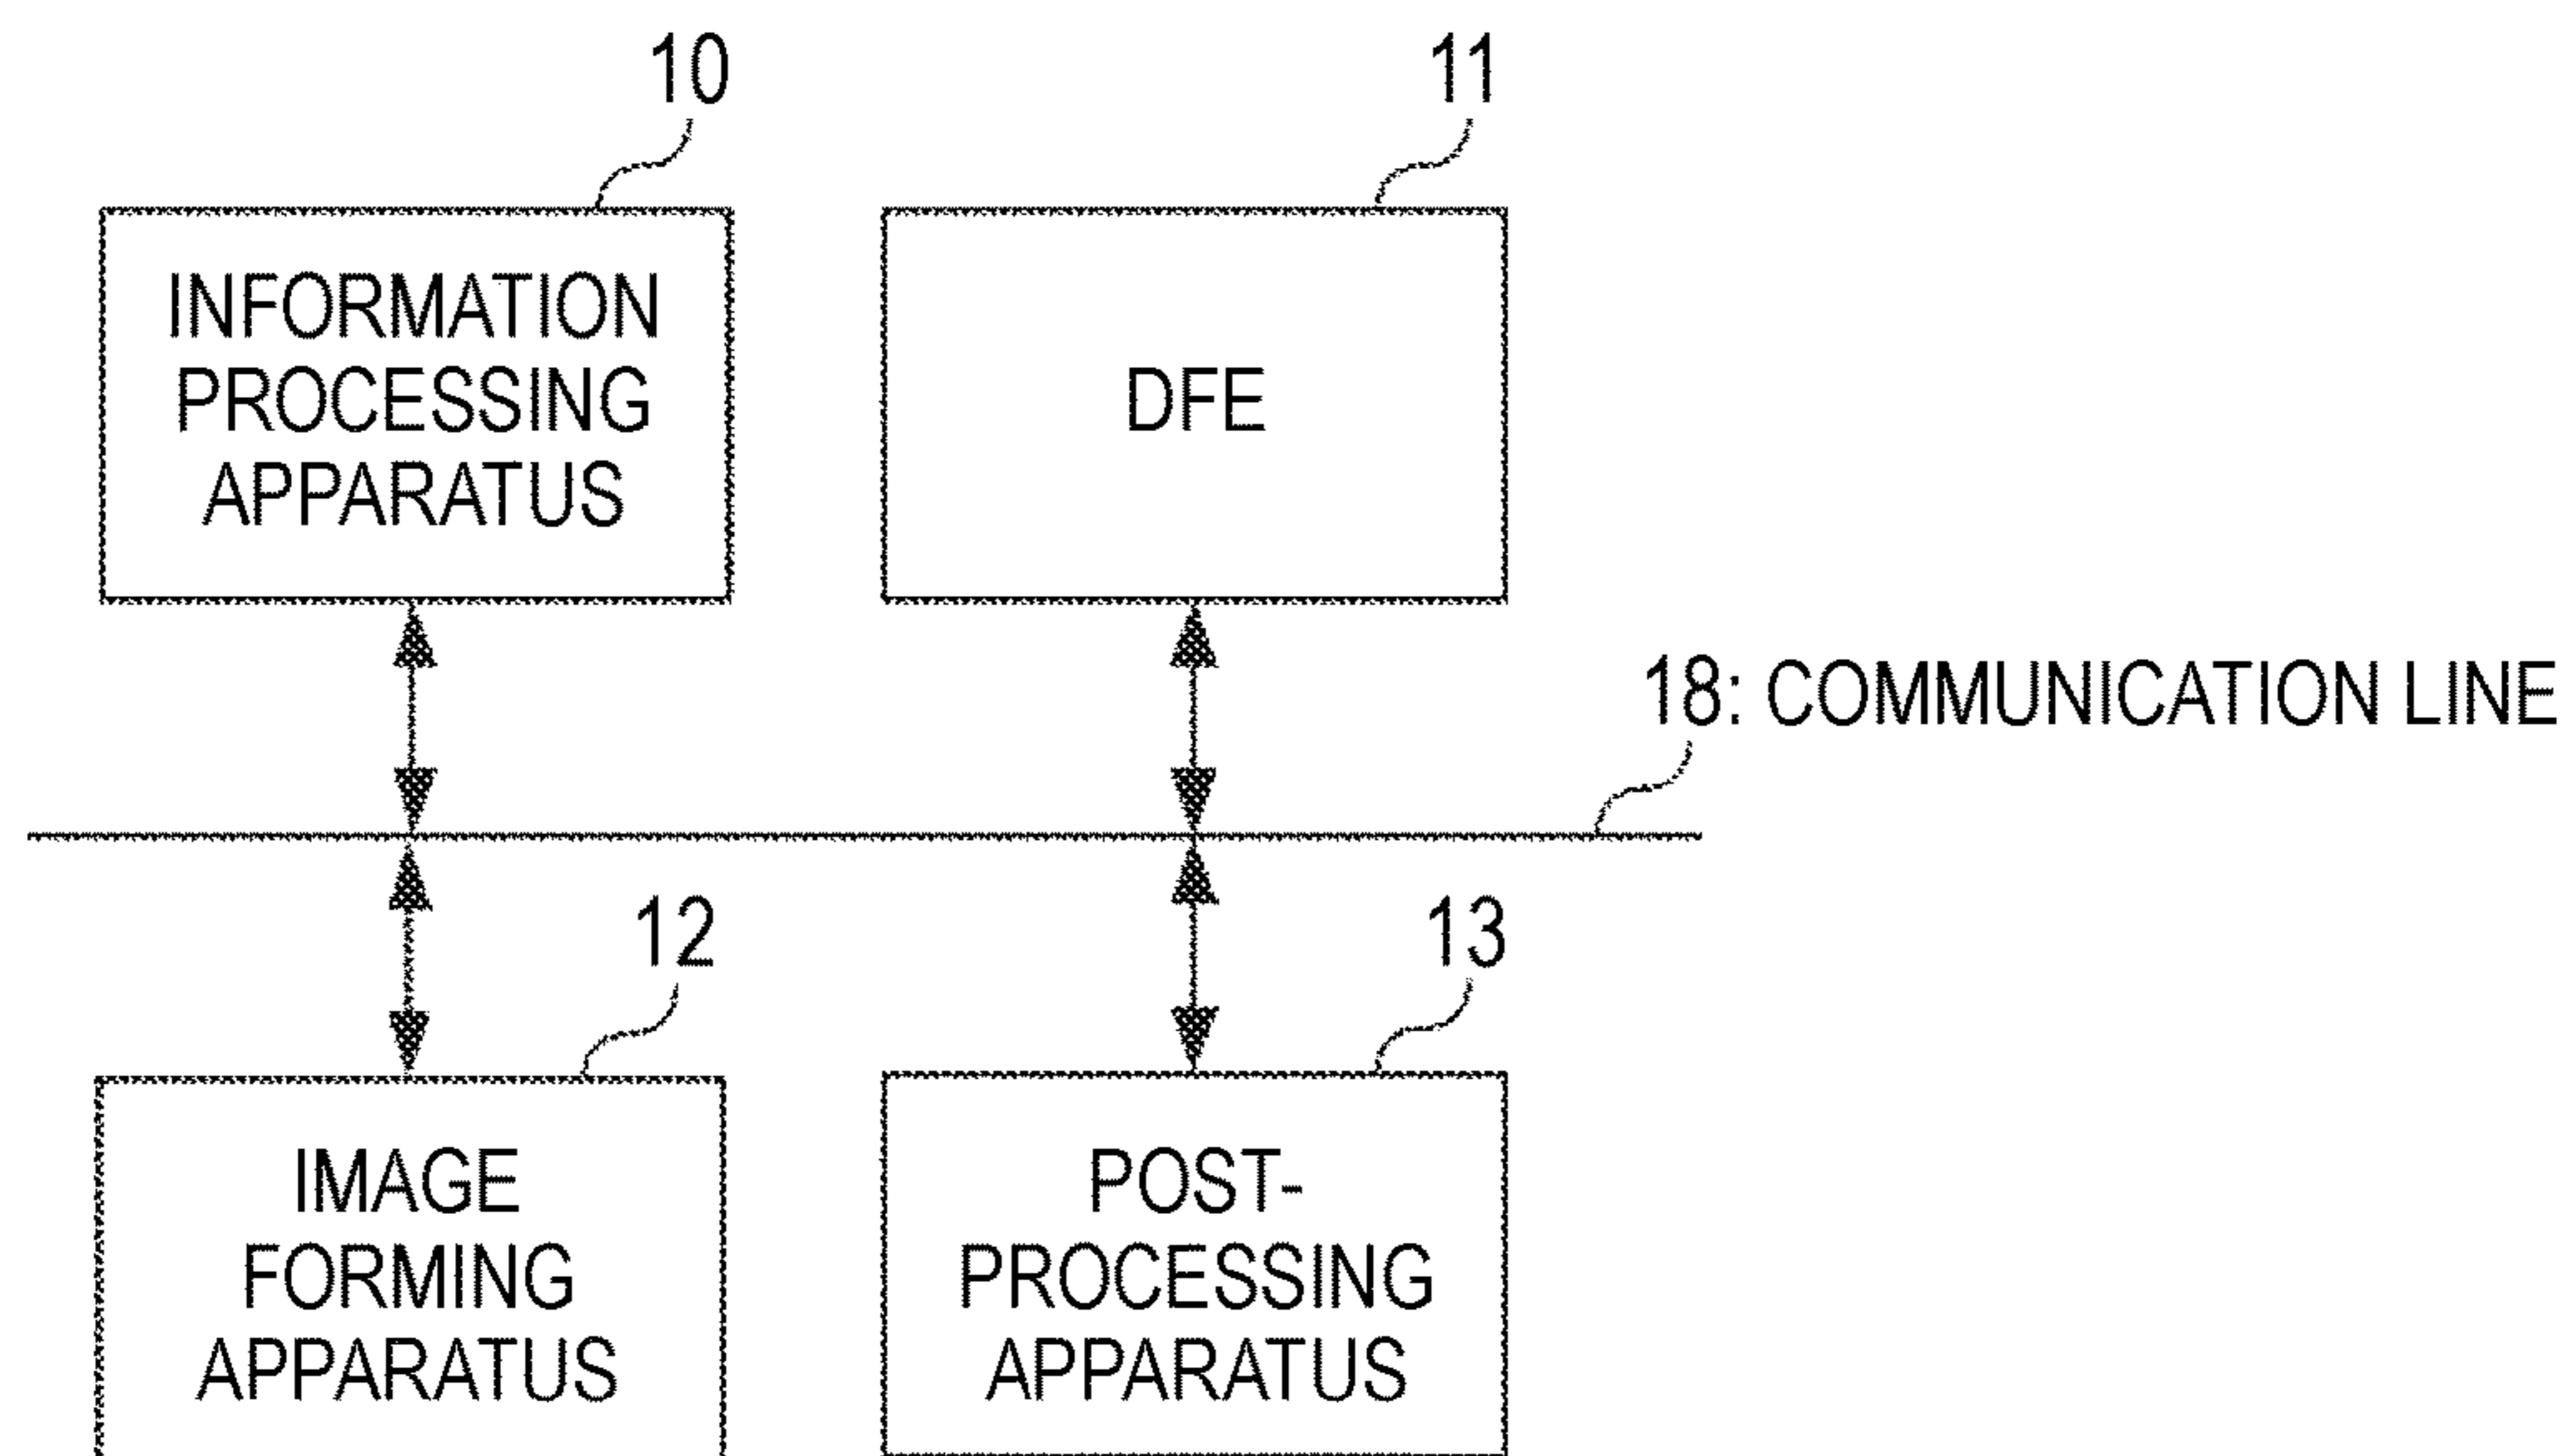 10
11
INFORMATION
PROCESSING
APPARATUS
DFE
18: COMMUNICATION LINE
12
13
IMAGE
FORMING
APPARATUS
POST-
PROCESSING
APPARATUS